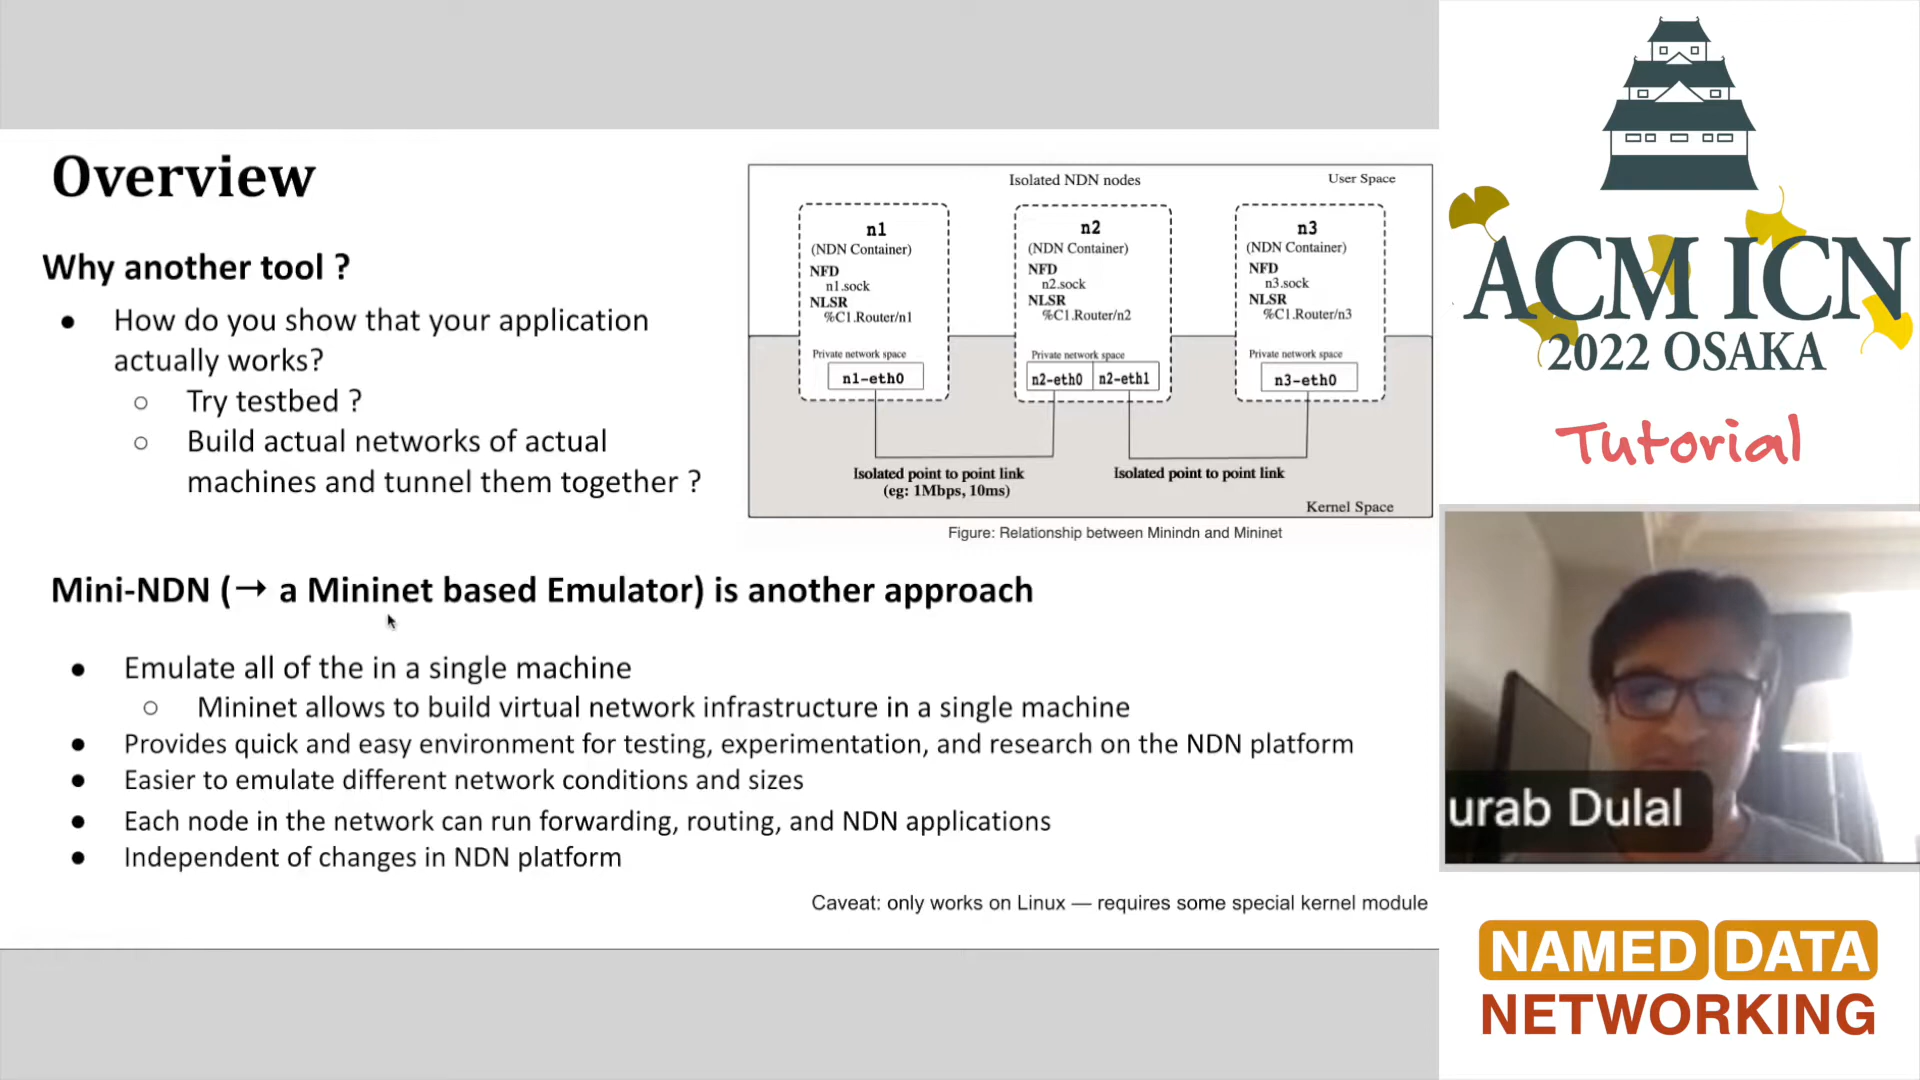 Overview
Why another tool ?
● How do you show that your application
actually works?
○ Try testbed ?
○ Build actual networks of actual
machines and tunnel them together ?
Isolated NDN nodes
User Space
n1
(NDN Container)
NFD
n1.sock
NLSR
%C1.Router/n1
Private network space
n1-eth0
n2
(NDN Container)
NFD
n2.sock
NLSR
%C1.Router/n2
Private network space
n2-eth0 n2-eth1
n3
(NDN Container)
NFD
n3.sock
NLSR
%C1.Router/n3
Private network space
n3-eth0
Isolated point to point link
(eg: 1Mbps, 10ms)
Isolated point to point link
Kernel Space
Figure: Relationship between Minindn and Mininet
Mini-NDN (→ a Mininet based Emulator) is another approach
● Emulate all of the in a single machine
○ Mininet allows to build virtual network infrastructure in a single machine
● Provides quick and easy environment for testing, experimentation, and research on the NDN platform
● Easier to emulate different network conditions and sizes
● Each node in the network can run forwarding, routing, and NDN applications
● Independent of changes in NDN platform
Caveat: only works on Linux — requires some special kernel module
ACM ICN
2022 OSAKA
Tutorial
urab Dulal
NAMED DATA
NETWORKING